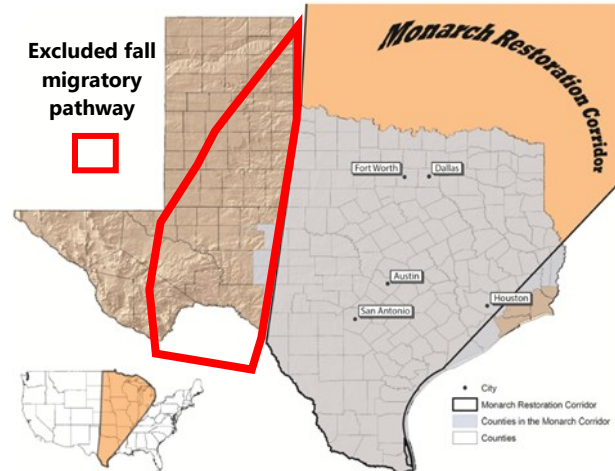 Excluded fall
migratory
pathway
Monarch Restoration Corridor
Fort Worth
Dallas
Austin
Houston
San Antonio
City
Monarch Restoration Corridor
Counties in the Monarch Corridor
Counties